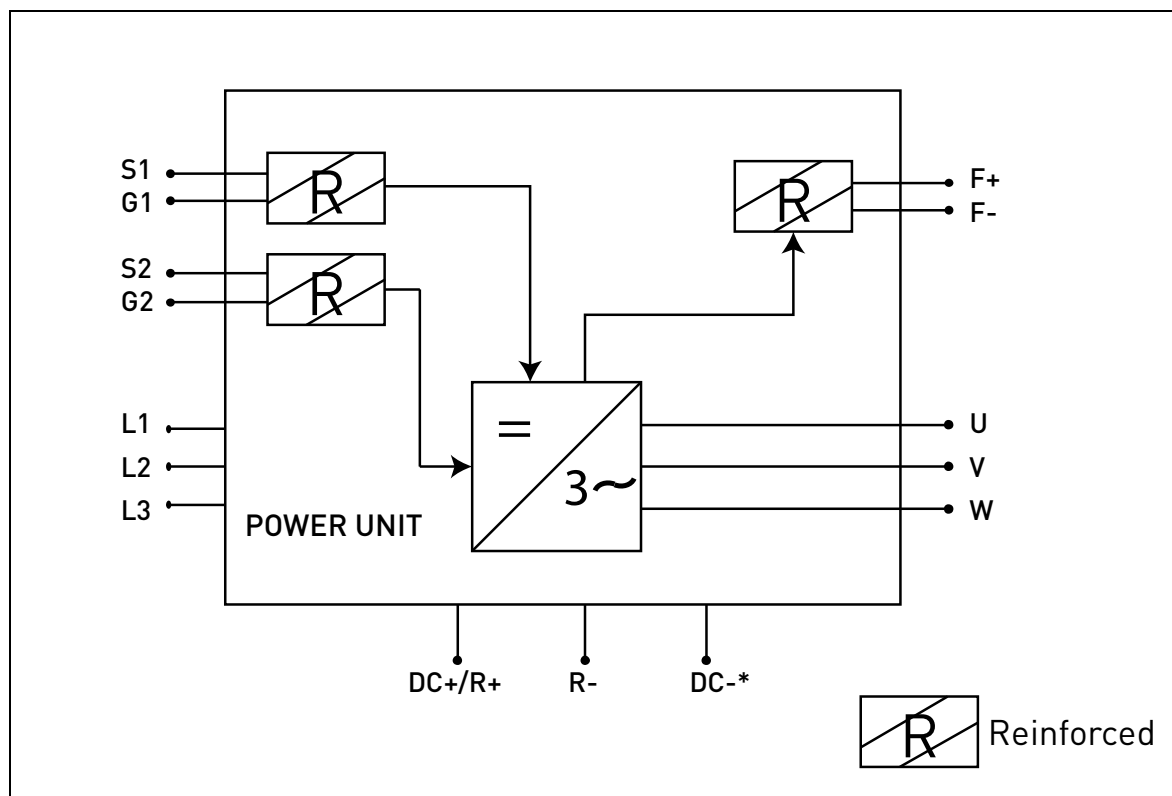 S1
G1
R
R
F+
F-
S2
G2
R
L1
L2
L3
=
3~
U
V
W
POWER UNIT
DC+/R+
R-
DC-*
R
Reinforced